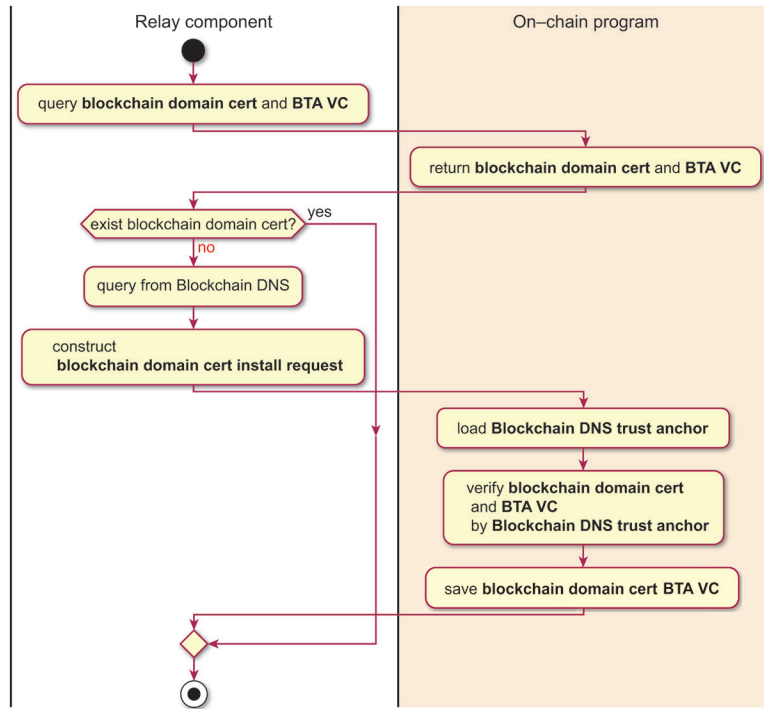 Relay component
On–chain program
query blockchain domain cert and BTA VC
return blockchain domain cert and BTA VC
exist blockchain domain cert?
yes
no
query from Blockchain DNS
construct
blockchain domain cert install request
load Blockchain DNS trust anchor
verify blockchain domain cert
and BTA VC
by Blockchain DNS trust anchor
save blockchain domain cert BTA VC